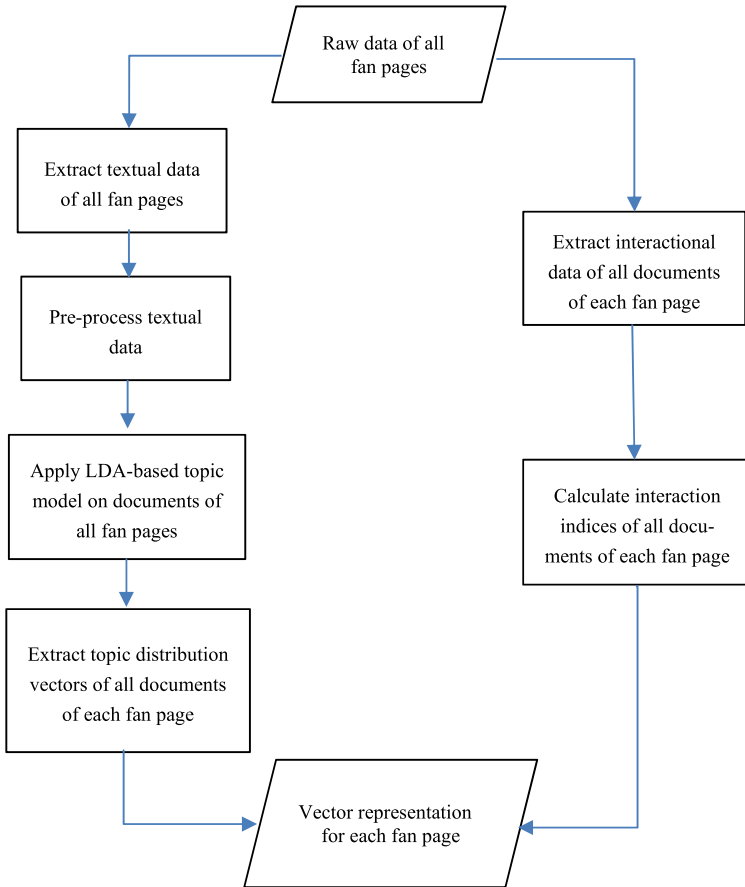 Raw data of all
fan pages
Extract textual data
of all fan pages
Pre-process textual
data
Apply LDA-based topic
model on documents of
all fan pages
Extract topic distribution
vectors of all documents
of each fan page
Extract interactional
data of all documents
of each fan page
Calculate interaction
indices of all docu-
ments of each fan page
Vector representation
for each fan page